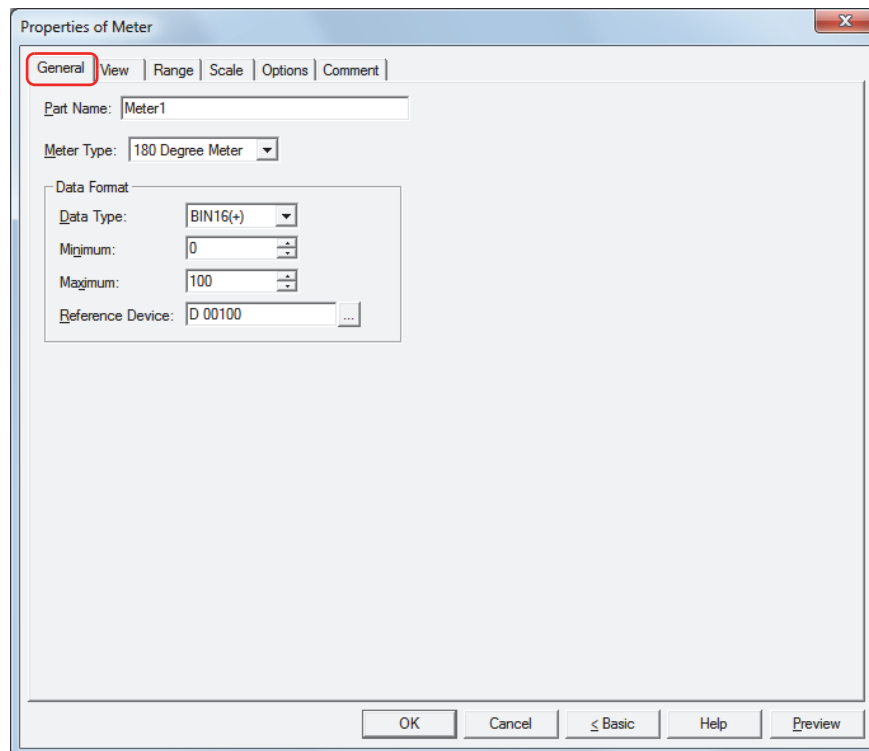 Properties of Meter
General View Range Scale Options Comment
Part Name: Meter1
Meter Type: 180 Degree Meter
Data Format
Data Type: BIN16(+)
Minimum: 0
Maximum: 100
Reference Device: D 00100 ...
OK Cancel < Basic Help Preview